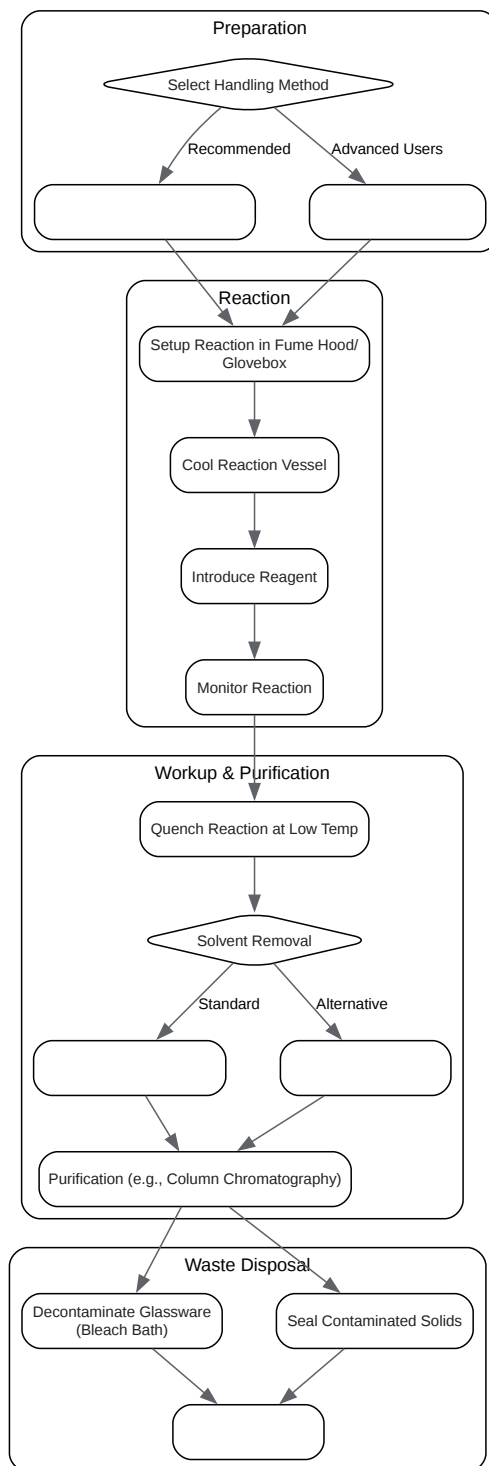 Preparation
Select Handling Method
Recommended
Advanced Users
Reaction
Setup Reaction in Fume Hood/
Glovebox
Cool Reaction Vessel
Introduce Reagent
Monitor Reaction
Workup & Purification
Quench Reaction at Low Temp
Solvent Removal
Standard
Alternative
Purification (e.g., Column Chromatography)
Waste Disposal
Decontaminate Glassware
(Bleach Bath)
Seal Contaminated Solids